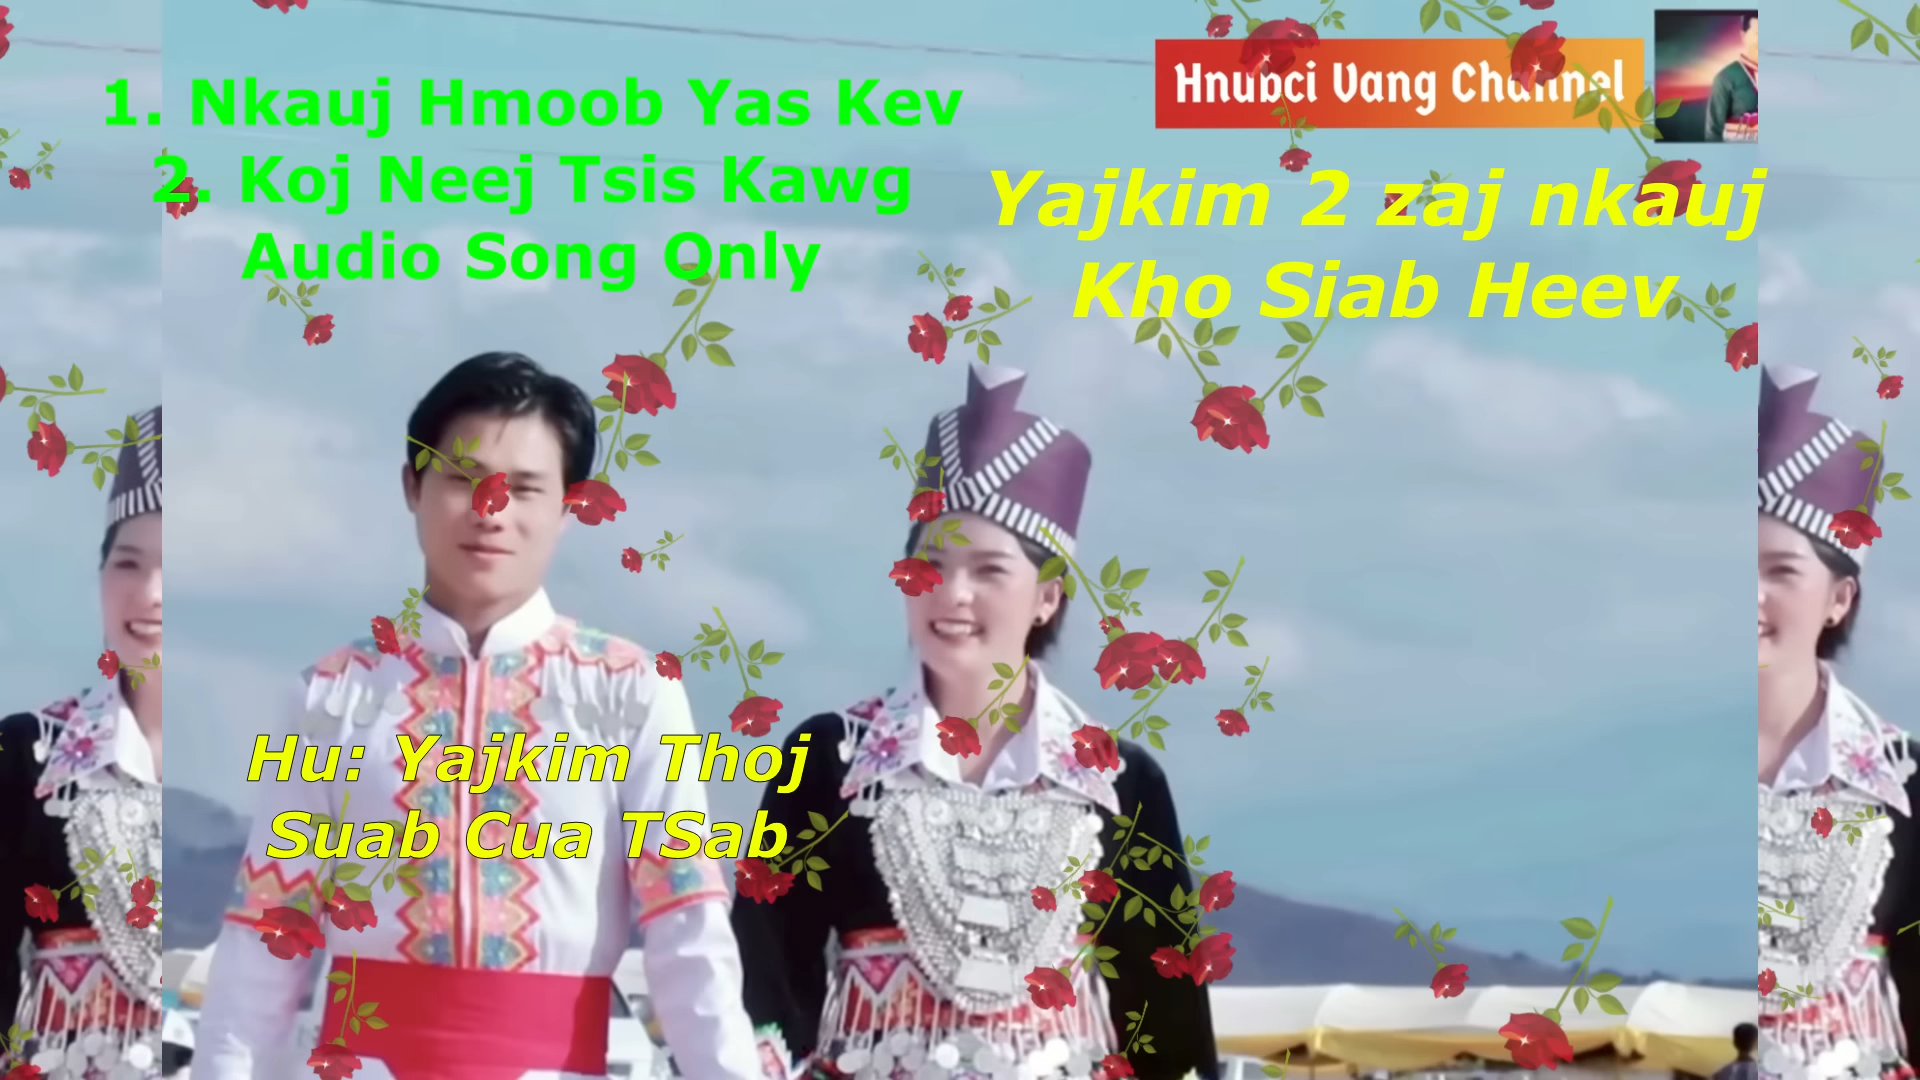 1. Nkauj Hmoob Yas Kev
2. Koj Neej Tsis Kawg
Audio Song Only
Hnubci Vang Channel
Yajkim 2 zaj nkauj
Kho Siab Heev
Hu: Yajkim Thoj
Suab Cua TSab